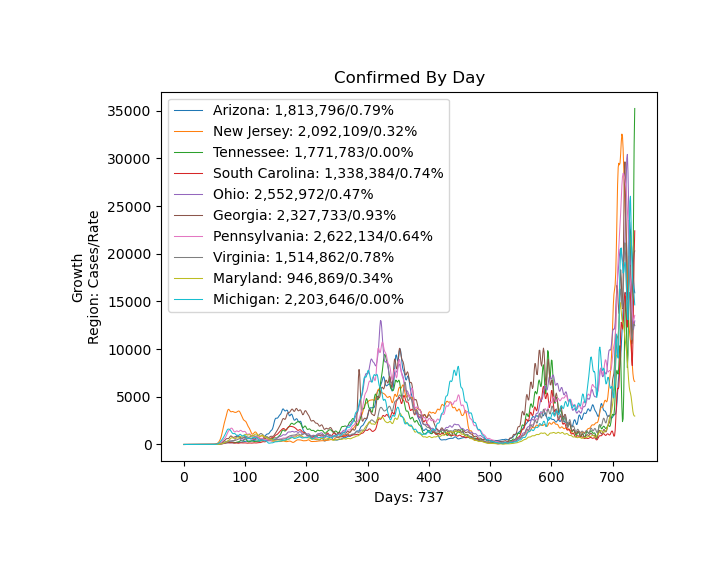 Confirmed By Day
Growth
Region: Cases/Rate
35000
30000
25000
20000
15000
10000
5000
0
Arizona: 1,813,796/0.79%
New Jersey: 2,092,109/0.32%
Tennessee: 1,771,783/0.00%
South Carolina: 1,338,384/0.74%
Ohio: 2,552,972/0.47%
Georgia: 2,327,733/0.93%
Pennsylvania: 2,622,134/0.64%
Virginia: 1,514,862/0.78%
Maryland: 946,869/0.34%
Michigan: 2,203,646/0.00%
0 100 200 300 400 500 600 700
Days: 737